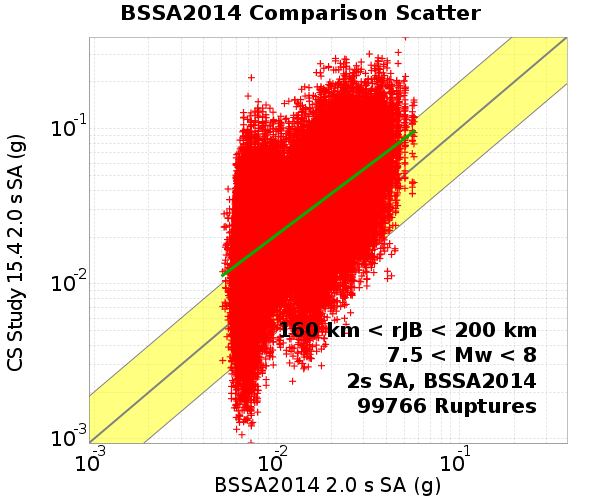 BSSA2014 Comparison Scatter
CS Study 15.4 2.0 s SA (g)
10-1
10-2
10-3
160 km < rJB < 200 km
7.5 < Mw < 8
2s SA, BSSA2014
99766 Ruptures
10-3 10-2 10-1
BSSA2014 2.0 s SA (g)